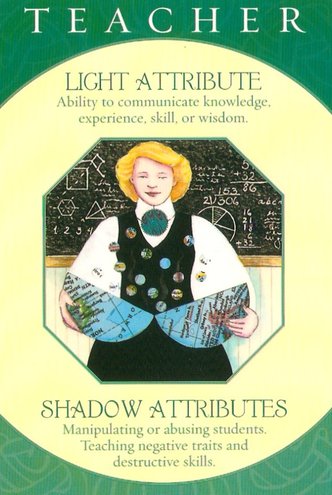 TEACHER
LIGHT ATTRIBUTE
Ability to communicate knowledge,
experience, skill, or wisdom.
SHADOW ATTRIBUTES
Manipulating or abusing students.
Teaching negative traits and
destructive skills.